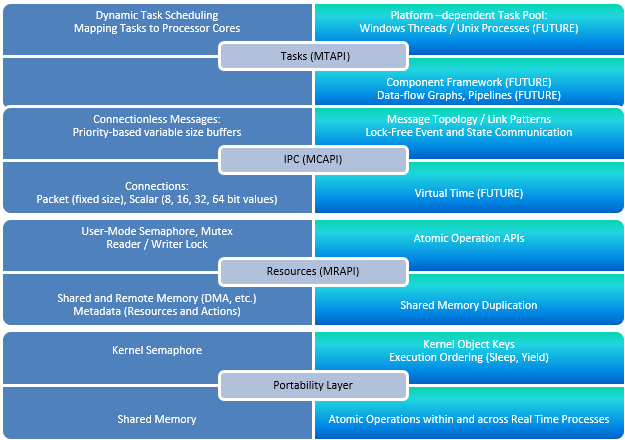 Dynamic Task Scheduling
Mapping Tasks to Processor Cores
Platform –dependent Task Pool:
Windows Threads / Unix Processes (FUTURE)
Tasks (MTAPI)
Component Framework (FUTURE)
Data-flow Graphs, Pipelines (FUTURE)
Connectionless Messages:
Priority-based variable size buffers
Message Topology / Link Patterns
Lock-Free Event and State Communication
IPC (MCAPI)
Connections:
Packet (fixed size), Scalar (8, 16, 32, 64 bit values)
Virtual Time (FUTURE)
User-Mode Semaphore, Mutex
Reader / Writer Lock
Atomic Operation APIs
Resources (MRAPI)
Shared and Remote Memory (DMA, etc.)
Metadata (Resources and Actions)
Shared Memory Duplication
Kernel Semaphore
Kernel Object Keys
Execution Ordering (Sleep, Yield)
Portability Layer
Shared Memory
Atomic Operations within and across Real Time Processes